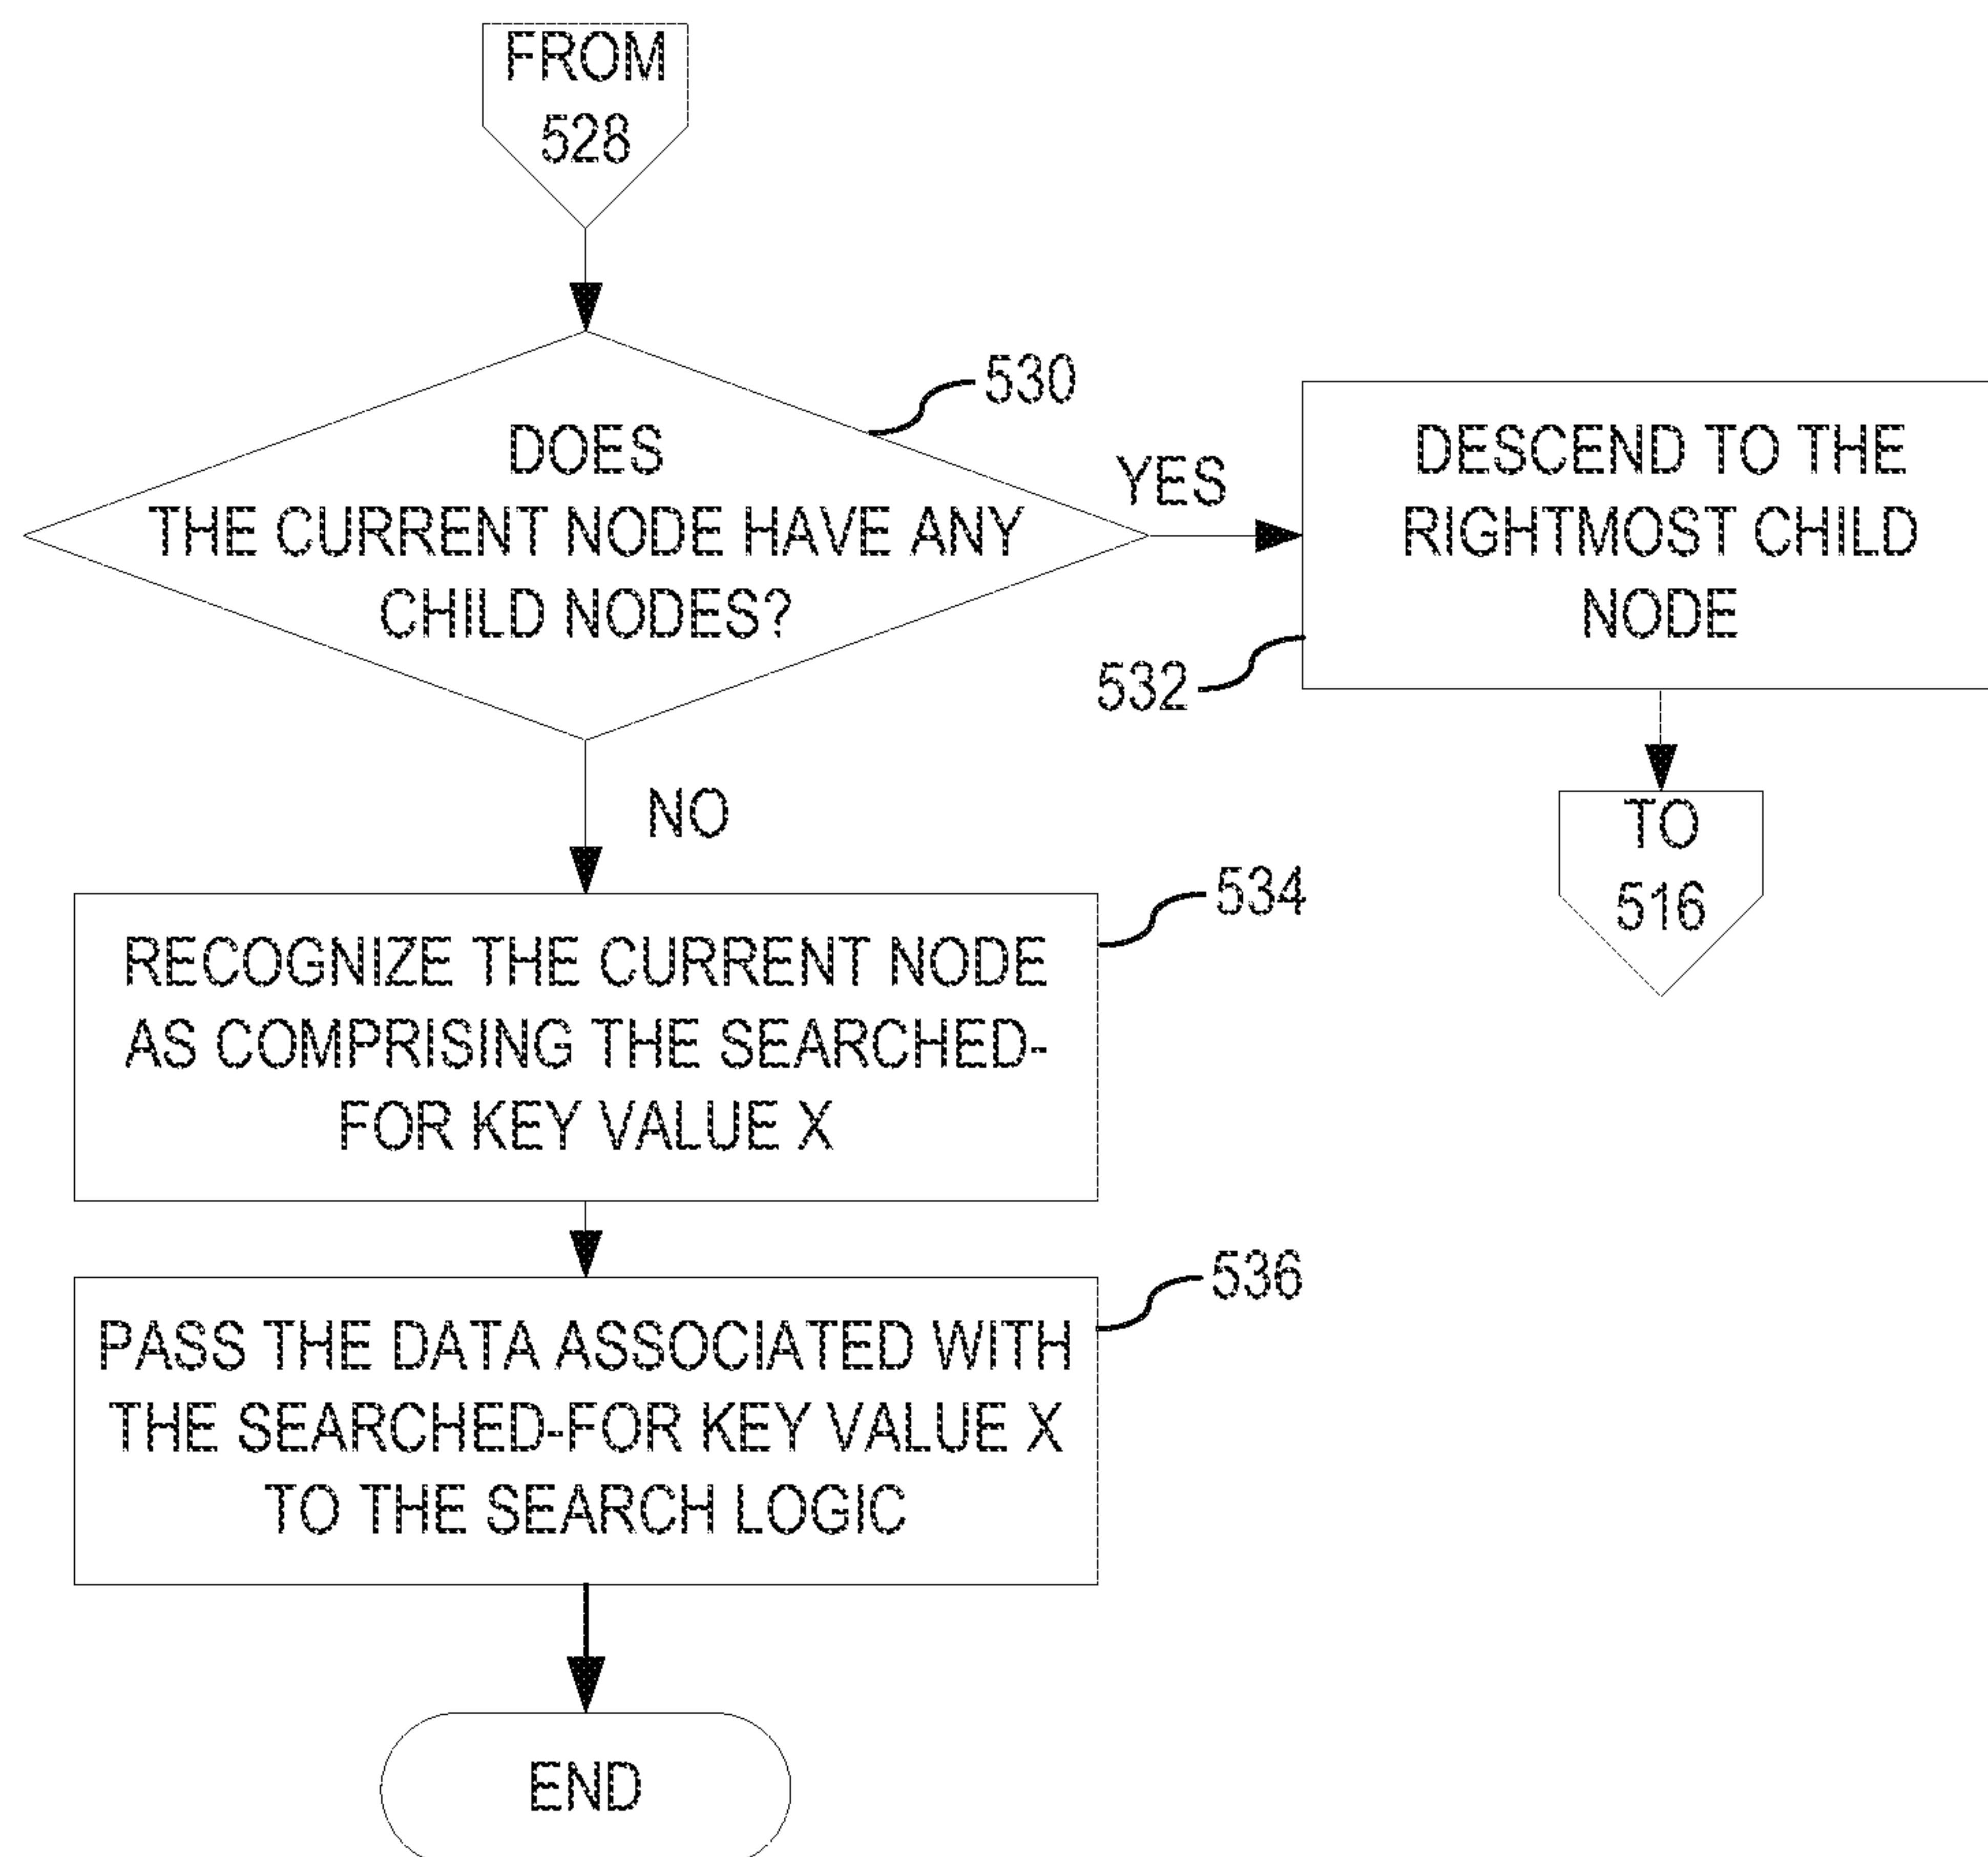 FROM
528
530
DOES
THE CURRENT NODE HAVE ANY
CHILD NODES?
YES
DESCEND TO THE
RIGHTMOST CHILD
NODE
532
TO
516
NO
534
RECOGNIZE THE CURRENT NODE
AS COMPRISING THE SEARCHED-
FOR KEY VALUE X
536
PASS THE DATA ASSOCIATED WITH
THE SEARCHED-FOR KEY VALUE X
TO THE SEARCH LOGIC
END